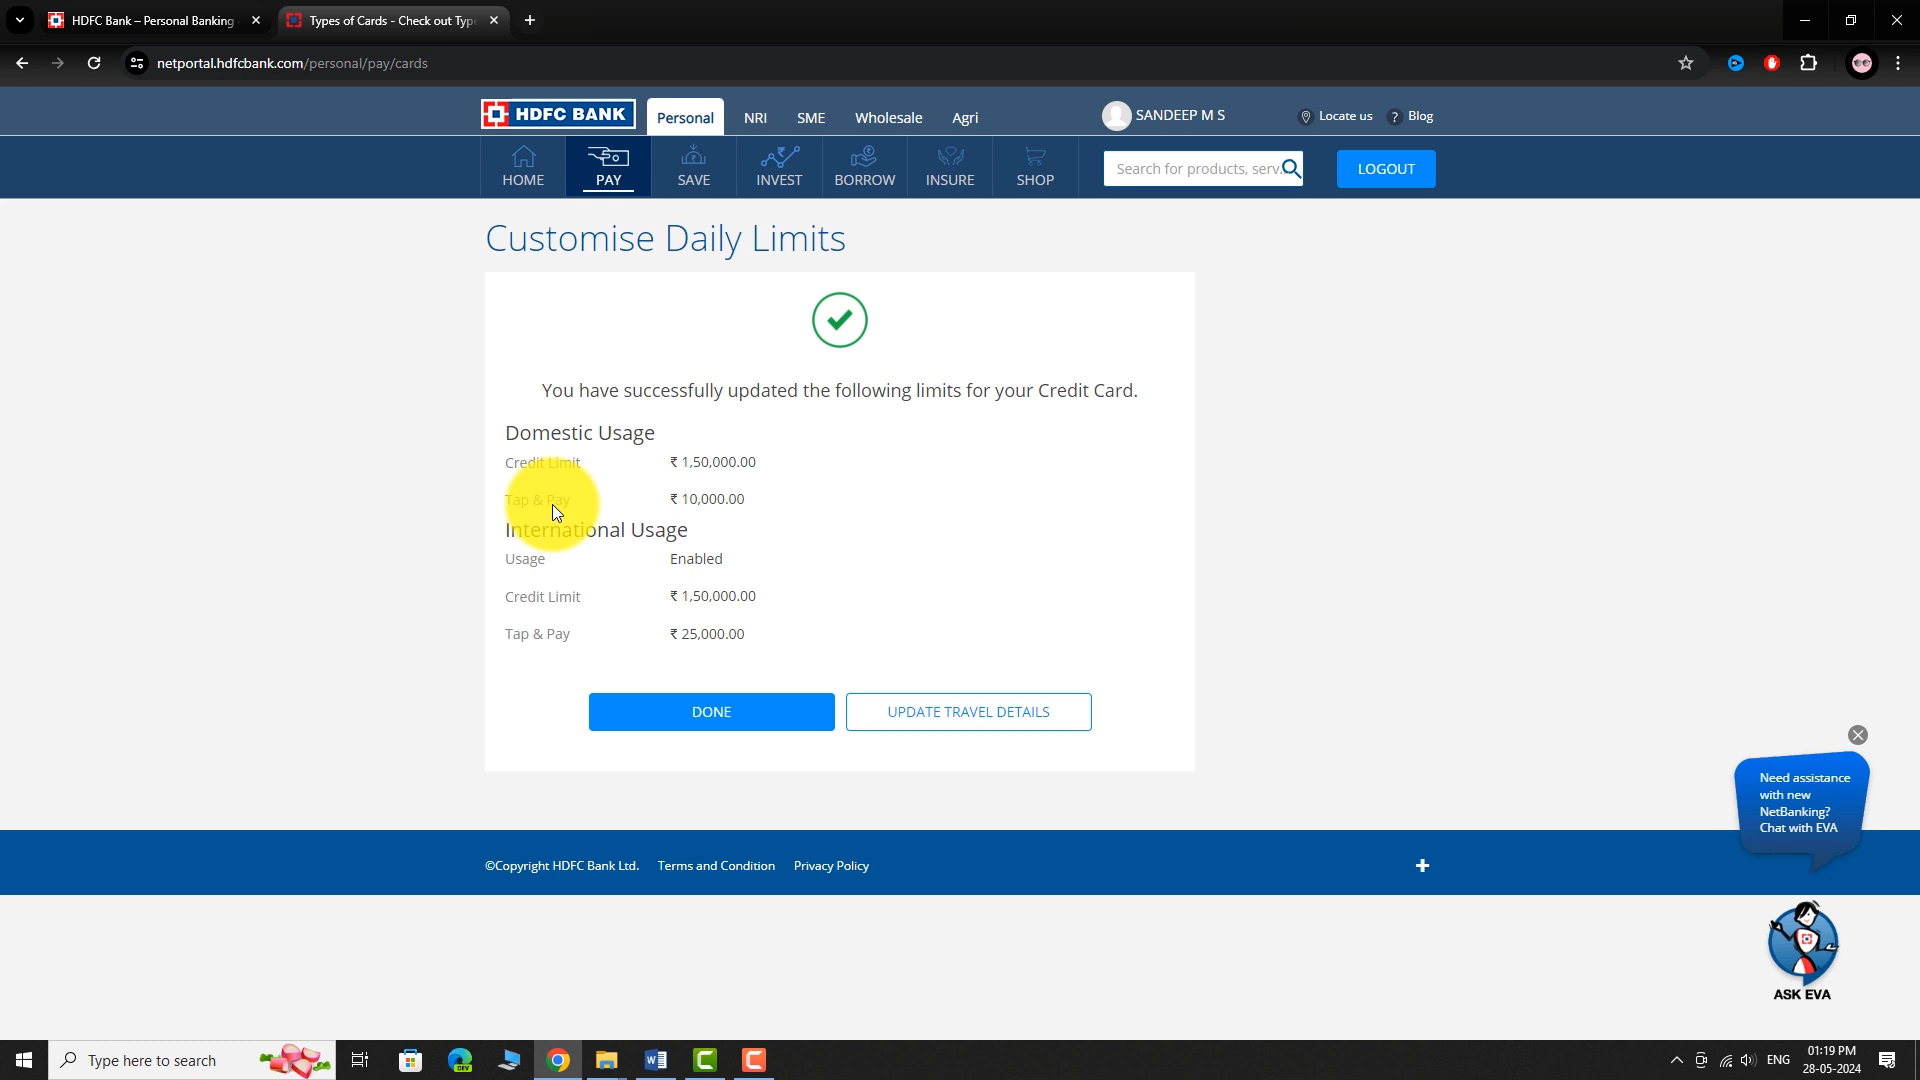 HDFC Bank – Personal Banking
Types of Cards - Check out Type
netportal.hdfcbank.com/personal/pay/cards
HDFC BANK
Personal
NRI
SME
Wholesale
Agri
SANDEEP M S
Locate us
? Blog
HOME
PAY
SAVE
INVEST
BORROW
INSURE
SHOP
Search for products, serv...
LOGOUT
Customise Daily Limits
You have successfully updated the following limits for your Credit Card.
Domestic Usage
Credit Limit ₹ 1,50,000.00
Tap & Pay ₹ 10,000.00
International Usage
Usage Enabled
Credit Limit ₹ 1,50,000.00
Tap & Pay ₹ 25,000.00
DONE
UPDATE TRAVEL DETAILS
Need assistance
with new
NetBanking?
Chat with EVA
©Copyright HDFC Bank Ltd. Terms and Condition Privacy Policy
ASK EVA
Type here to search
DEV
ENG
01:19 PM
28-05-2024